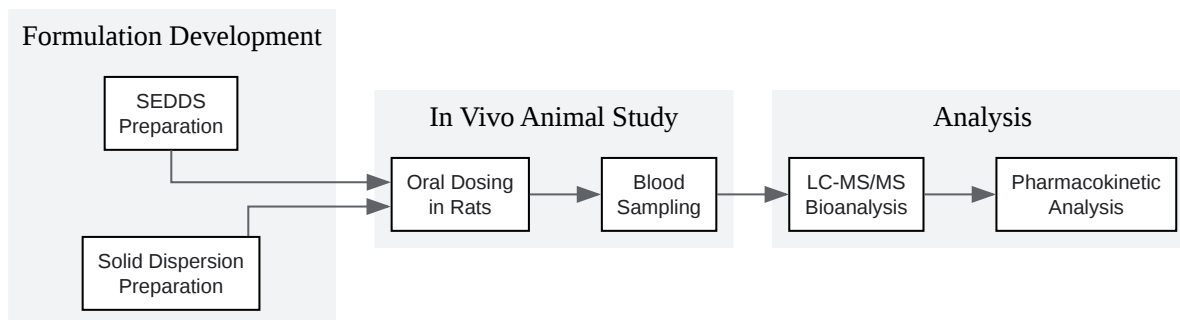 Formulation Development
SEDDS
Preparation
Solid Dispersion
Preparation
In Vivo Animal Study
Oral Dosing
in Rats
Blood
Sampling
Analysis
LC-MS/MS
Bioanalysis
Pharmacokinetic
Analysis